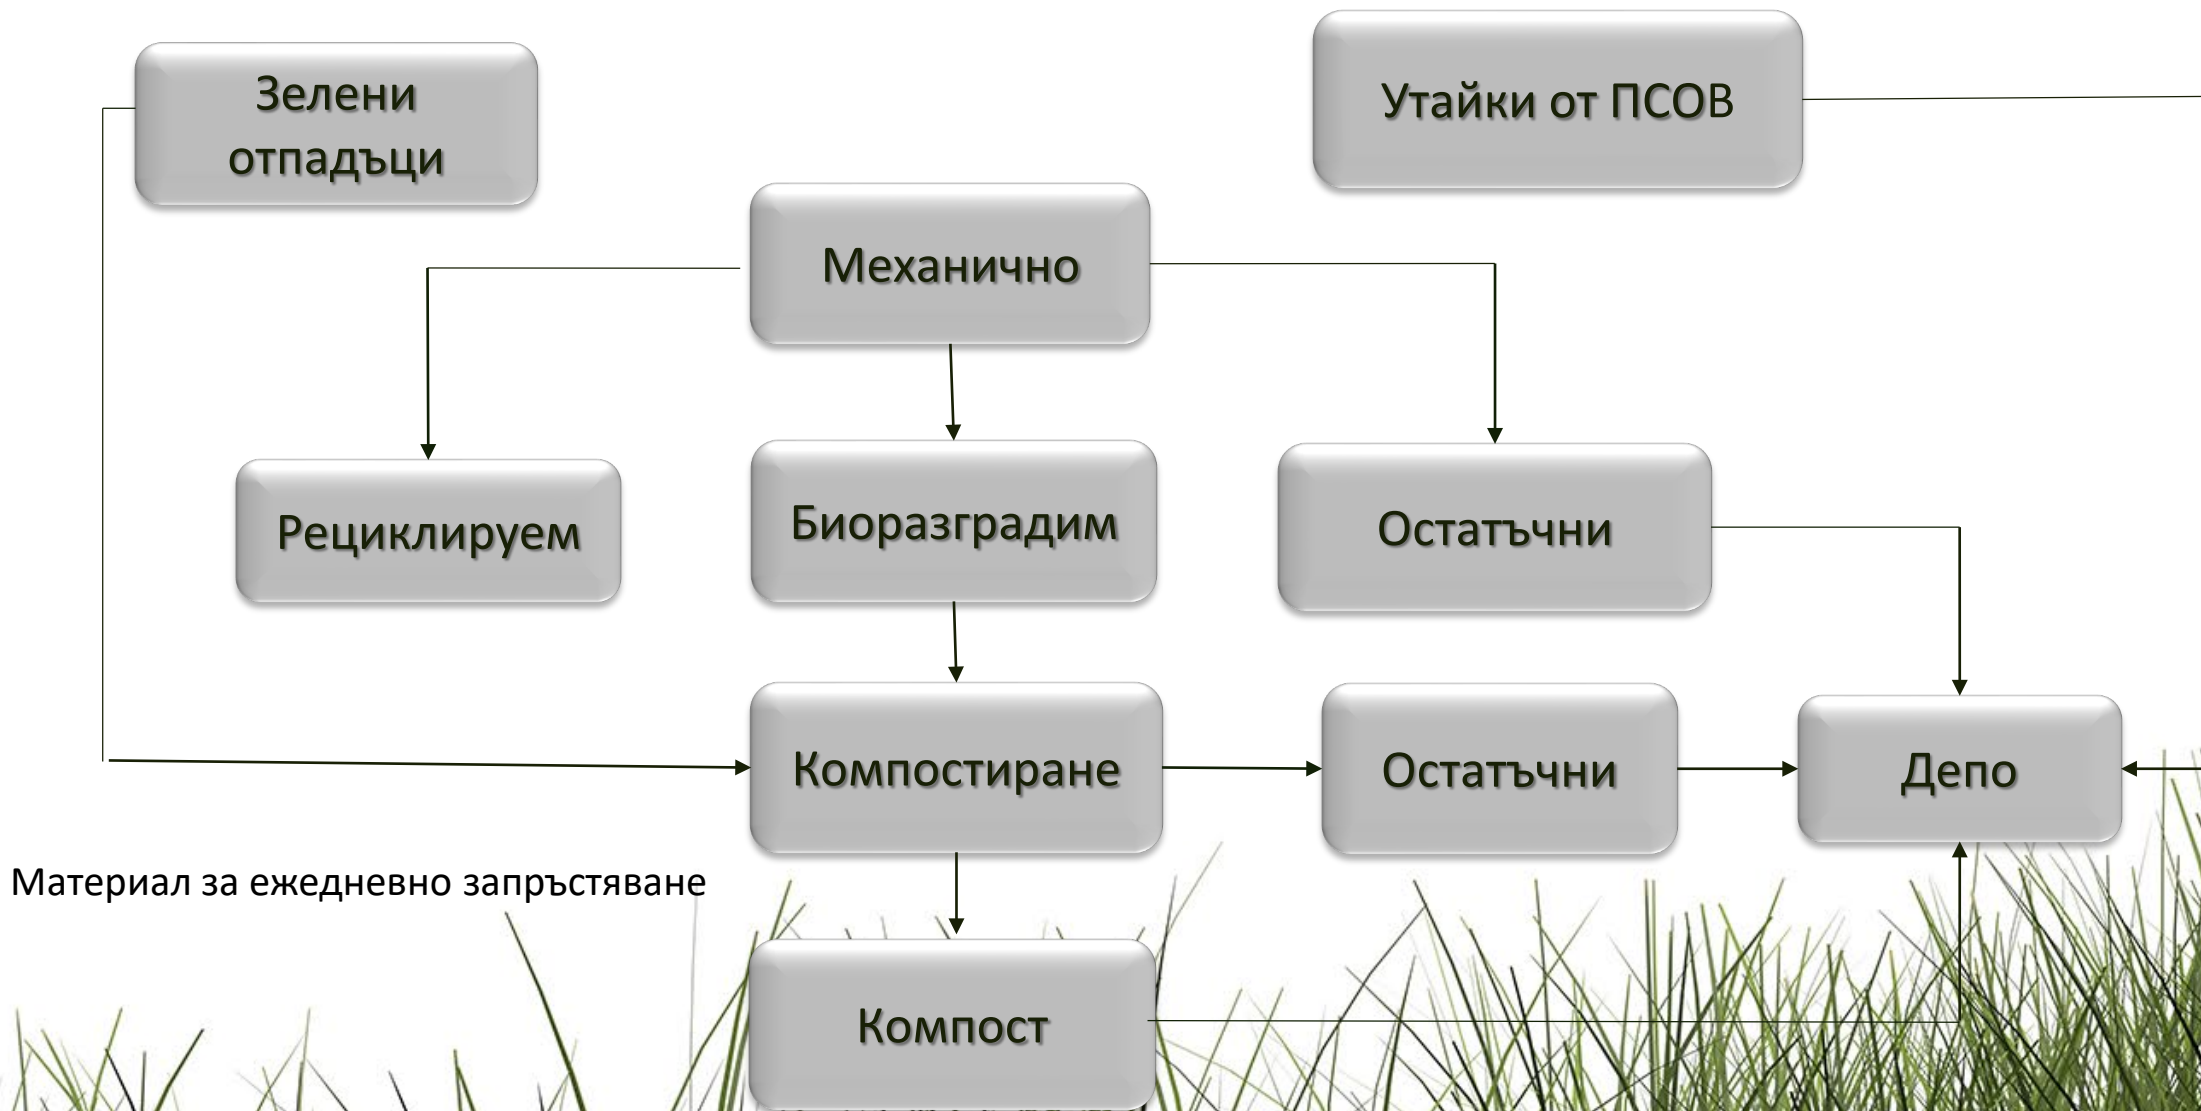 Зелени
отпадъци
Утайки от ПСОВ
Механично
Рециклируем
Биоразградим
Остатъчни
Компостиране
Остатъчни
Депо
Материал за ежедневно запръстяване
Компост